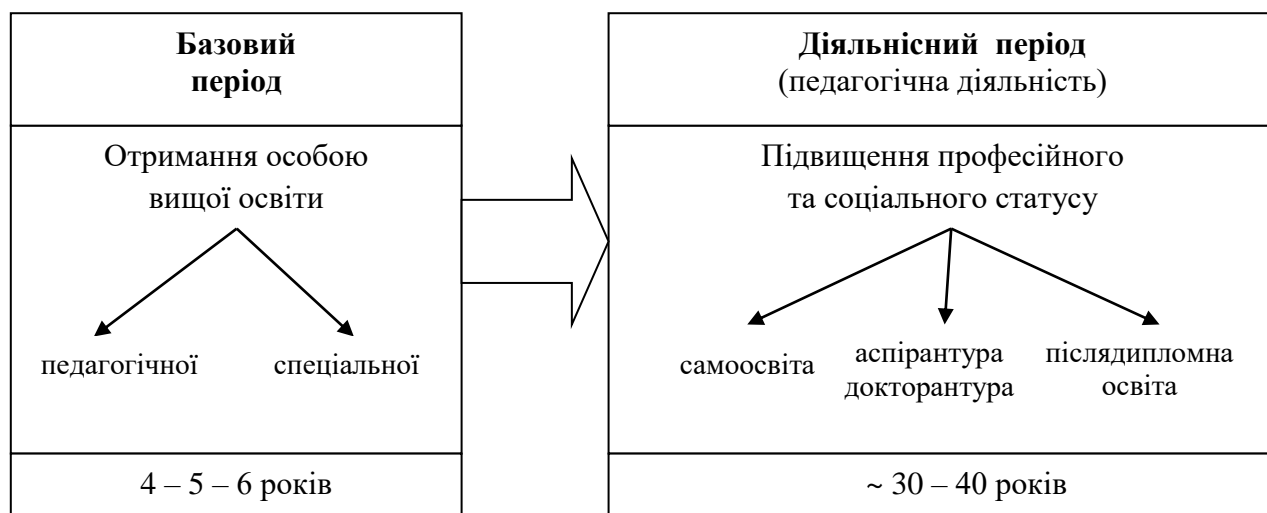 Базовий
період
Отримання особою
вищої освіти
педагогічної
спеціальної
4 – 5 – 6 років
Діяльнісний період
(педагогічна діяльність)
Підвищення професійного
та соціального статусу
самоосвіта
аспірантура
докторантура
післядипломна
освіта
~ 30 – 40 років